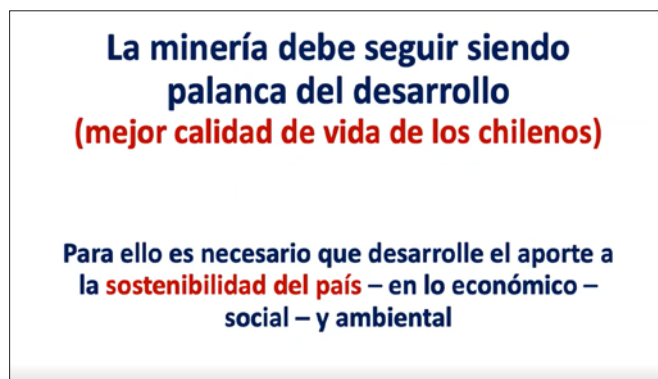 La minería debe seguir siendo
palanca del desarrollo
(mejor calidad de vida de los chilenos)
Para ello es necesario que desarrolle el aporte a
la sostenibilidad del país – en lo económico –
social – y ambiental